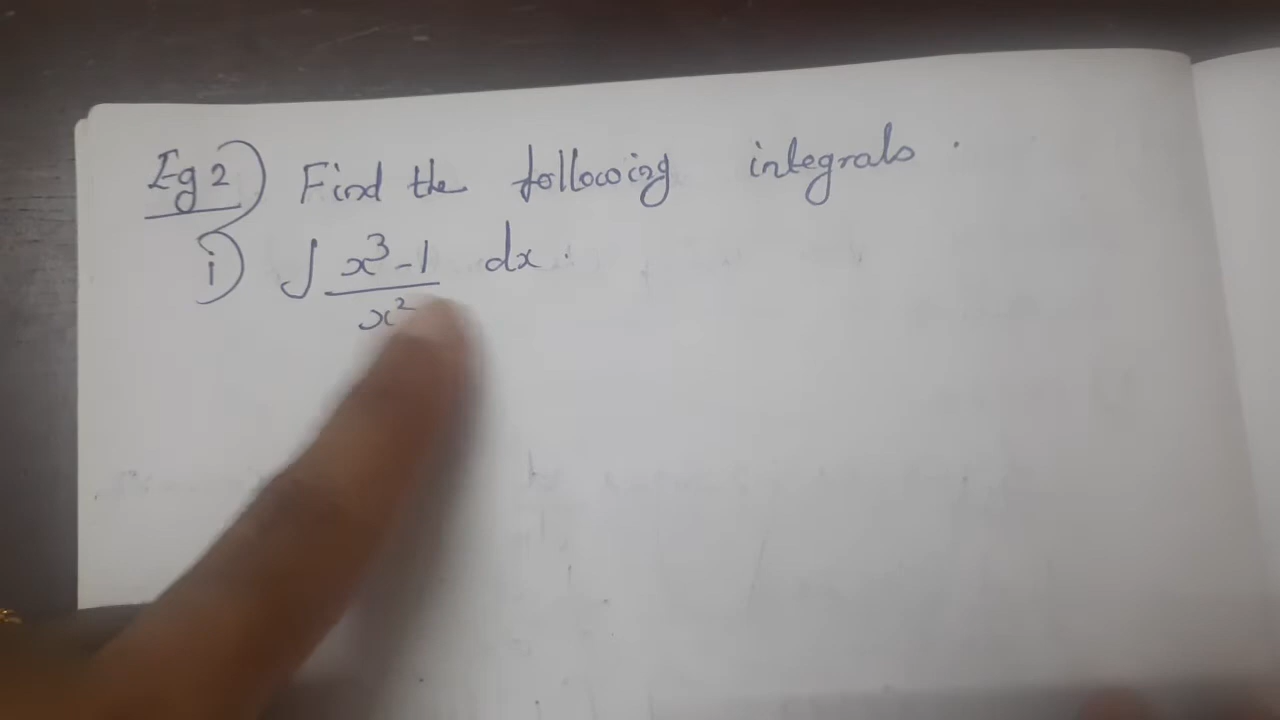 Eg 2) Find the following integrals.
i) ∫ x³-1 / x² dx.